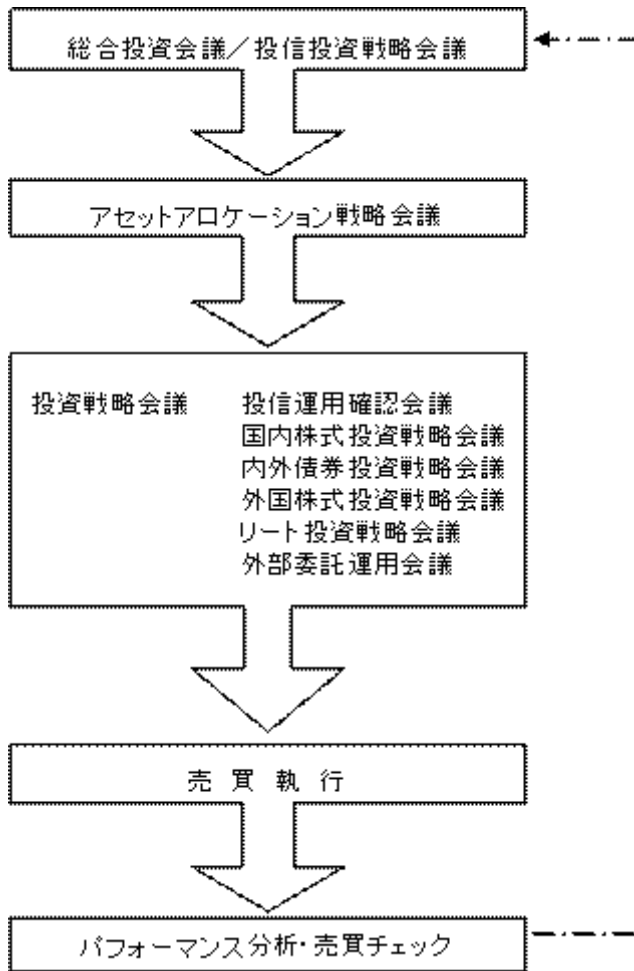 総合投資会議／投信投資戦略会議
アセットアロケーション戦略会議
投資戦略会議 投信運用確認会議
国内株式投資戦略会議
内外債券投資戦略会議
外国株式投資戦略会議
リート投資戦略会議
外部委託運用会議
売買執行
パフォーマンス分析・売買チェック